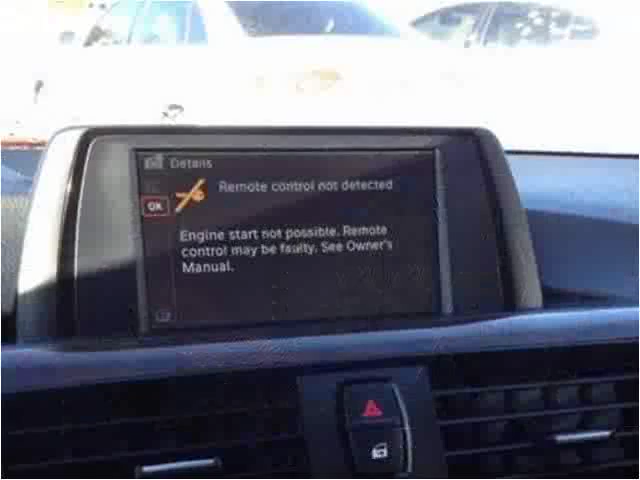 Details
Remote control not detected
OK
Engine start not possible. Remote
control may be faulty. See Owner's
Manual.